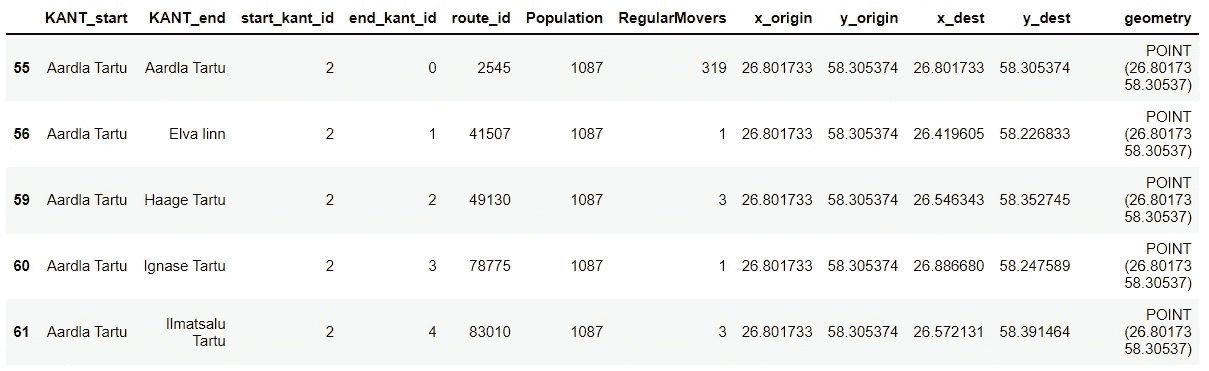 KANT_start KANT_end start_kant_id end_kant_id route_id Population RegularMovers x_origin y_origin x_dest y_dest geometry
55 Aardla Tartu Aardla Tartu 2 0 2545 1087 319 26.801733 58.305374 26.801733 58.305374 POINT
(26.80173
58.30537)
56 Aardla Tartu Elva linn 2 1 41507 1087 1 26.801733 58.305374 26.419605 58.226833 POINT
(26.80173
58.30537)
59 Aardla Tartu Haage Tartu 2 2 49130 1087 3 26.801733 58.305374 26.546343 58.352745 POINT
(26.80173
58.30537)
60 Aardla Tartu Ignase Tartu 2 3 78775 1087 1 26.801733 58.305374 26.886680 58.247589 POINT
(26.80173
58.30537)
61 Aardla Tartu Ilmatsalu
Tartu 2 4 83010 1087 3 26.801733 58.305374 26.572131 58.391464 POINT
(26.80173
58.30537)